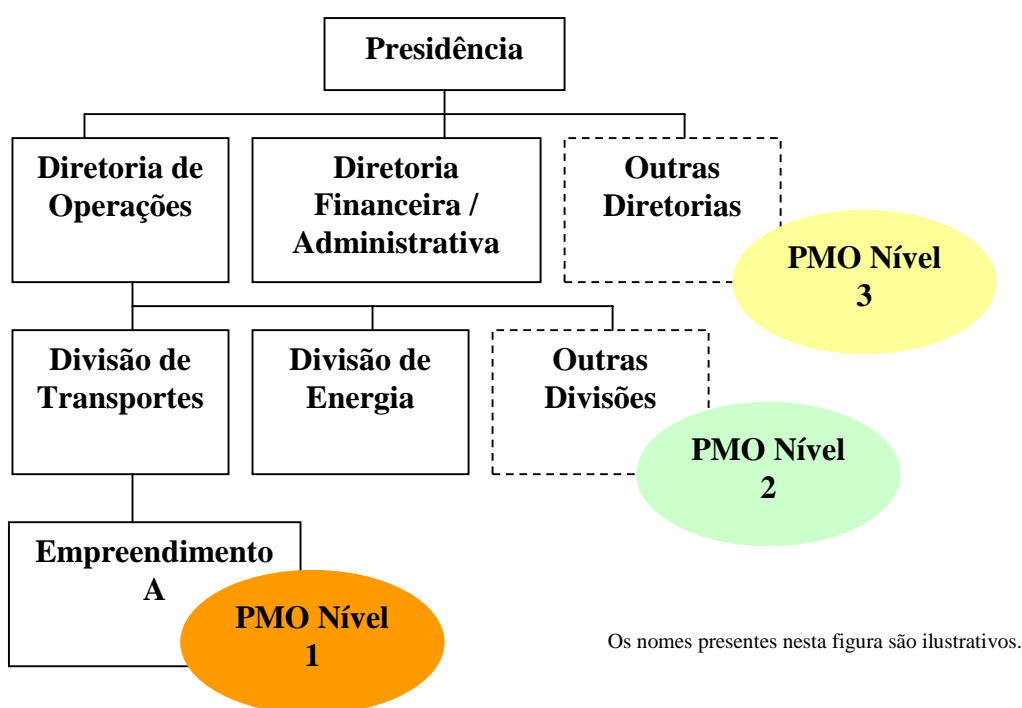 Presidência
Diretoria de
Operações
Diretoria
Financeira /
Administrativa
Outras
Diretorias
PMO Nível
3
Divisão de
Transportes
Divisão de
Energia
Outras
Divisões
PMO Nível
2
Empreendimento
A
PMO Nível
1
Os nomes presentes nesta figura são ilustrativos.